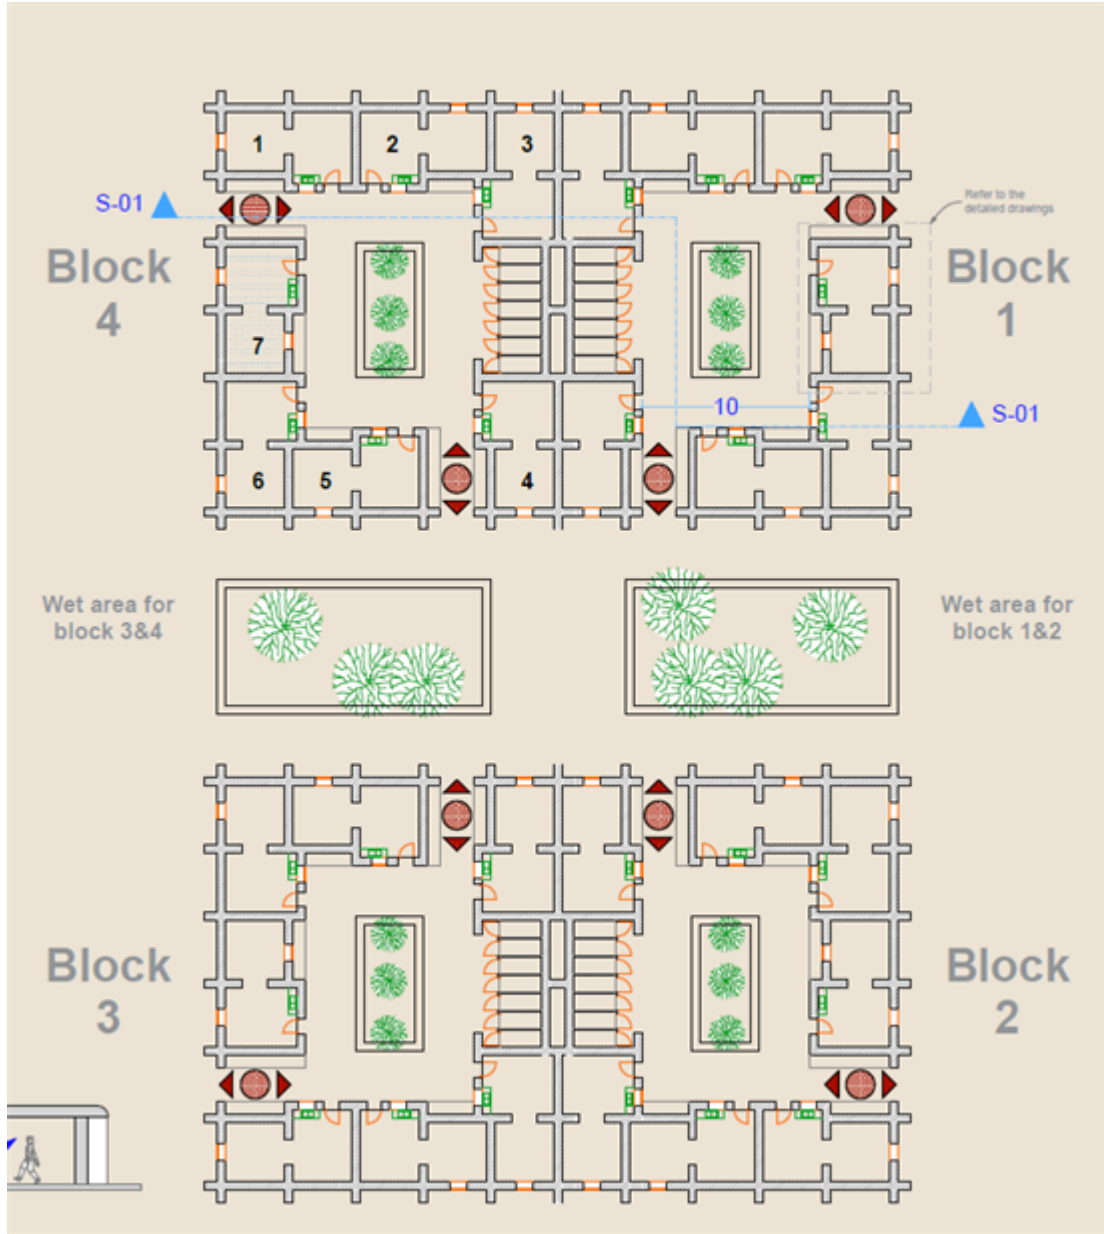 1
2
3
S-01
Refer to the
detailed drawings
Block
4
Block
1
7
10
S-01
6
5
4
Wet area for
block 3&4
Wet area for
block 1&2
Block
3
Block
2